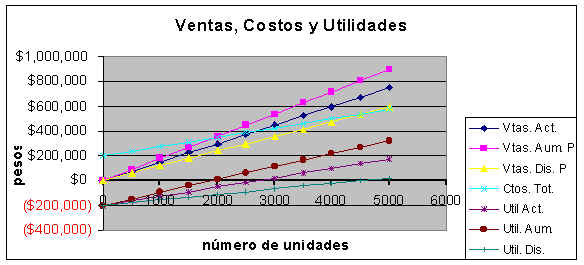 Ventas, Costos y Utilidades
$1,000,000
$800,000
$600,000
$400,000
$200,000
$0
($200,000)
($400,000)
pesos
0 1000 2000 3000 4000 5000 6000
número de unidades
Vtas. Act.
Vtas. Aum. P
Vtas. Dis. P
Ctos. Tot.
Util Act.
Util. Aum.
Util. Dis.